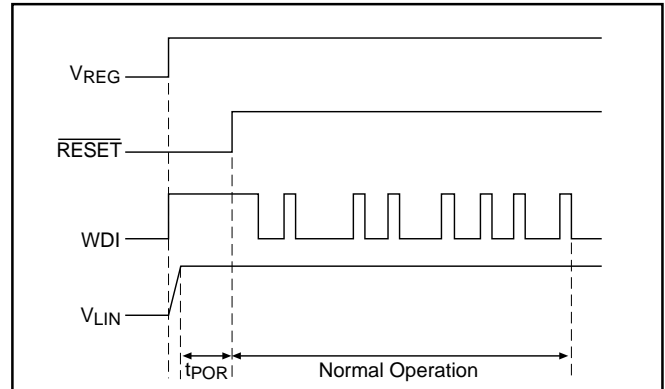 VREG
RESET
WDI
VLIN
tPOR
Normal Operation